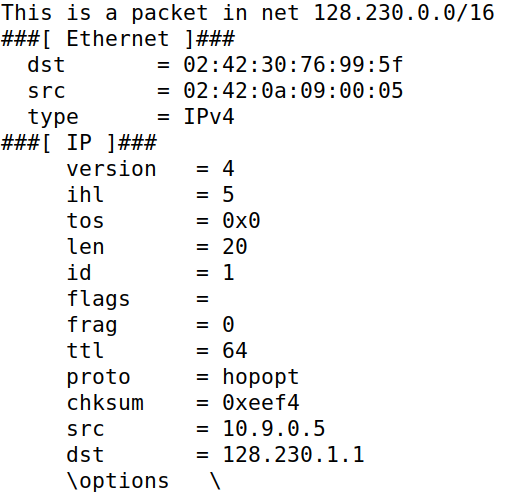 This is a packet in net 128.230.0.0/16
###[ Ethernet ]###
  dst       = 02:42:30:76:99:5f
  src       = 02:42:0a:09:00:05
  type      = IPv4
###[ IP ]###
     version   = 4
     ihl       = 5
     tos       = 0x0
     len       = 20
     id        = 1
     flags     =
     frag      = 0
     ttl       = 64
     proto     = hopopt
     chksum    = 0xeef4
     src       = 10.9.0.5
     dst       = 128.230.1.1
     \options   \